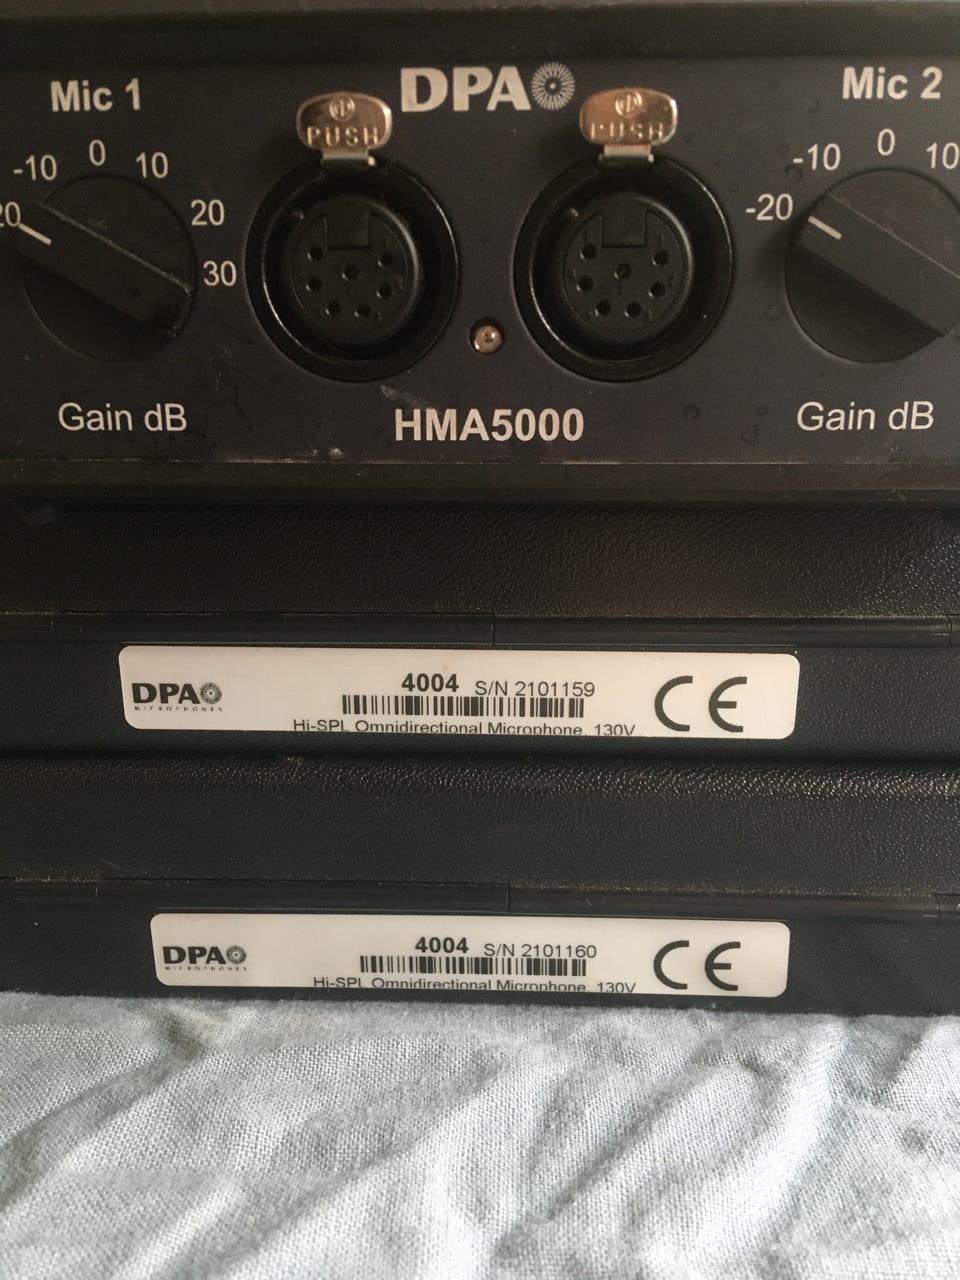 Mic 1
DPA
Mic 2
PUSH
PUSH
-10 0 10
20
20
30
-20
-10 0 10
Gain dB
HMA5000
Gain dB
DPA
MICROPHONES
4004 S/N 2101159
Hi-SPL Omnidirectional Microphone, 130V
CE
DPA
MICROPHONES
4004 S/N 2101160
Hi-SPL Omnidirectional Microphone, 130V
CE